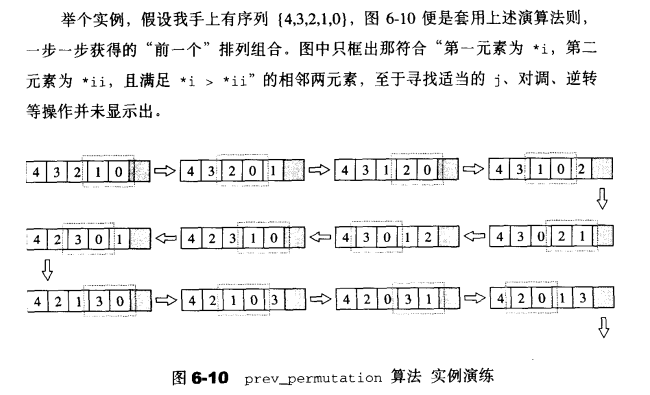 举个实例，假设我手上有序列 {4,3,2,1,0}，图 6-10 便是套用上述演算法则，
一步一步获得的“前一个”排列组合。图中只框出那符合“第一元素为 *i，第二
元素为 *ii，且满足 *i > *ii”的相邻两元素，至于寻找适当的 j、对调、逆转
等操作并未显示出。
4 3 2 1 0 4 3 2 0 1 4 3 1 2 0 4 3 1 0 2
4 2 3 0 1 4 2 3 1 0 4 3 0 1 2 4 3 0 2 1
4 2 1 3 0 4 2 1 0 3 4 2 0 3 1 4 2 0 1 3
图 6-10 prev_permutation 算法 实例演练